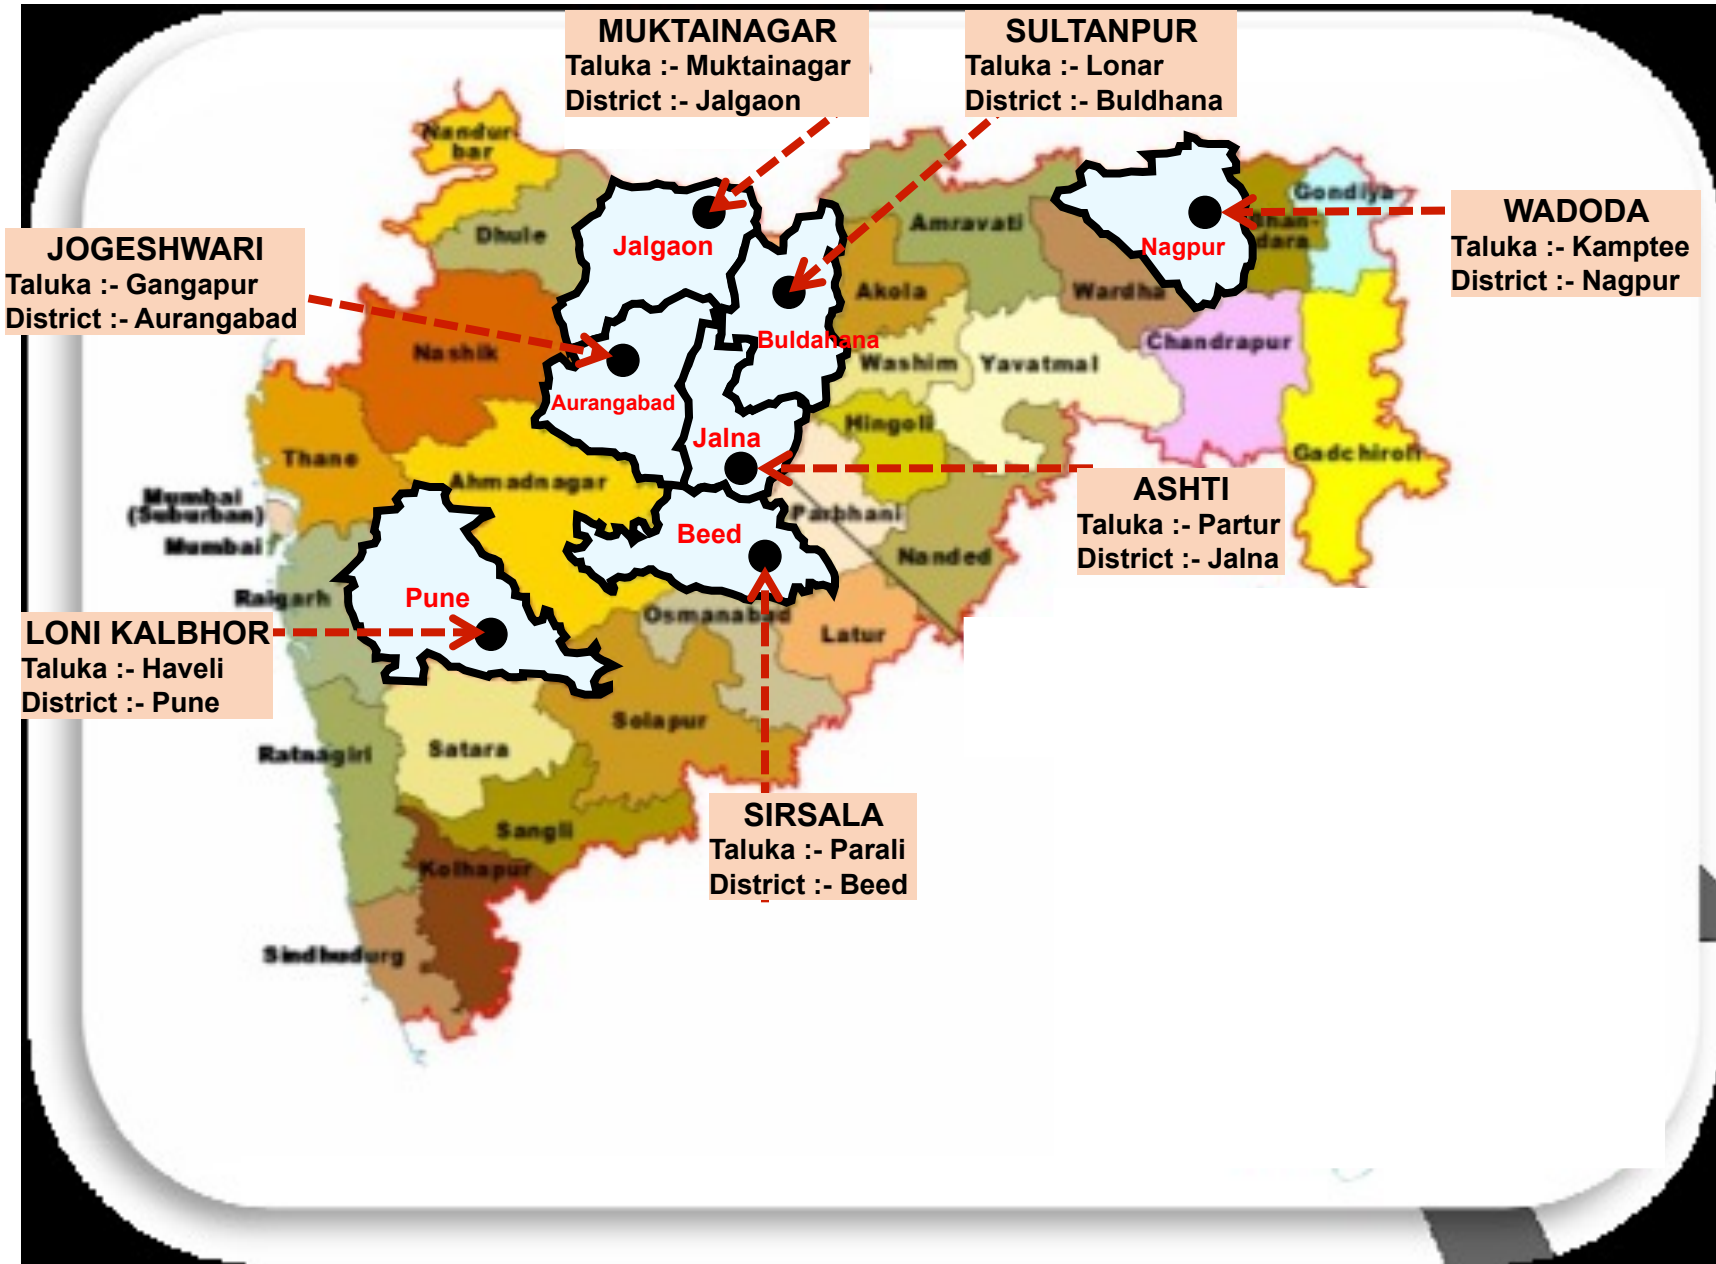 MUKTAINAGAR
Taluka :- Muktainagar
District :- Jalgaon
SULTANPUR
Taluka :- Lonar
District :- Buldhana
WADODA
Taluka :- Kamptee
District :- Nagpur
JOGESHWARI
Taluka :- Gangapur
District :- Aurangabad
ASHTI
Taluka :- Partur
District :- Jalna
LONI KALBHOR
Taluka :- Haveli
District :- Pune
SIRSALA
Taluka :- Parali
District :- Beed
Nandur-
bar
Dhule
Jalgaon
Amravati
Nagpur
Bhan-
dara
Gondiya
Nashik
Aurangabad
Buldahana
Akola
Washim
Wardha
Yavatmal
Chandrapur
Gadchiroli
Thane
Ahmadnagar
Jalna
Hingoli
Mumbai
(Suburban)
Mumbai
Beed
Parbhani
Nanded
Raigarh
Pune
Osmanabad
Latur
Ratnagiri
Satara
Solapur
Sangli
Kolhapur
Sindhudurg